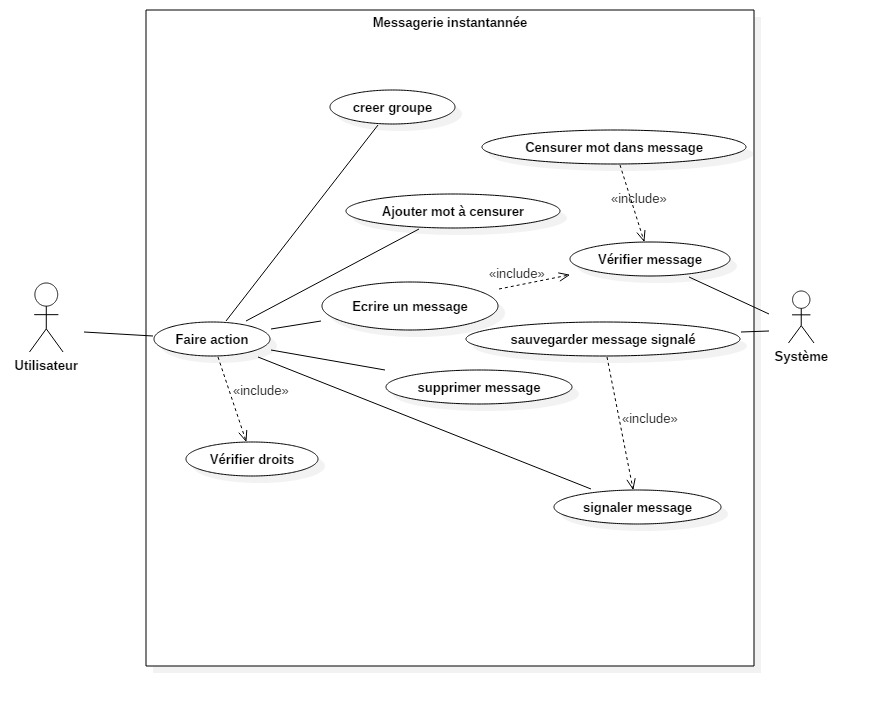 Messagerie instantannée
creer groupe
Censurer mot dans message
«include»
Ajouter mot à censurer
Vérifier message
«include»
Ecrire un message
Faire action
sauvegarder message signalé
Utilisateur
Système
supprimer message
«include»
«include»
Vérifier droits
signaler message